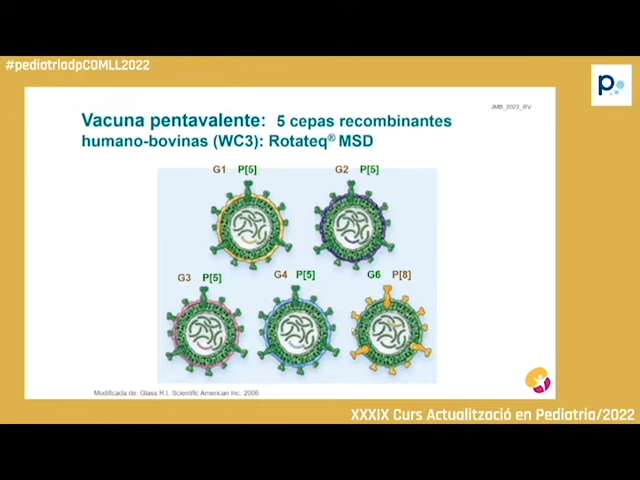 #pediatriadpCOMLL2022
p
JMB_2022_RV
Vacuna pentavalente: 5 cepas recombinantes
humano-bovinas (WC3): Rotateq® MSD
G1 P[5] G2 P[5]
G3 P[5] G4 P[5] G6 P[8]
Modificada de: Glass R.I. Scientific American Inc. 2006
XXXIX Curs Actualització en Pediatria/2022